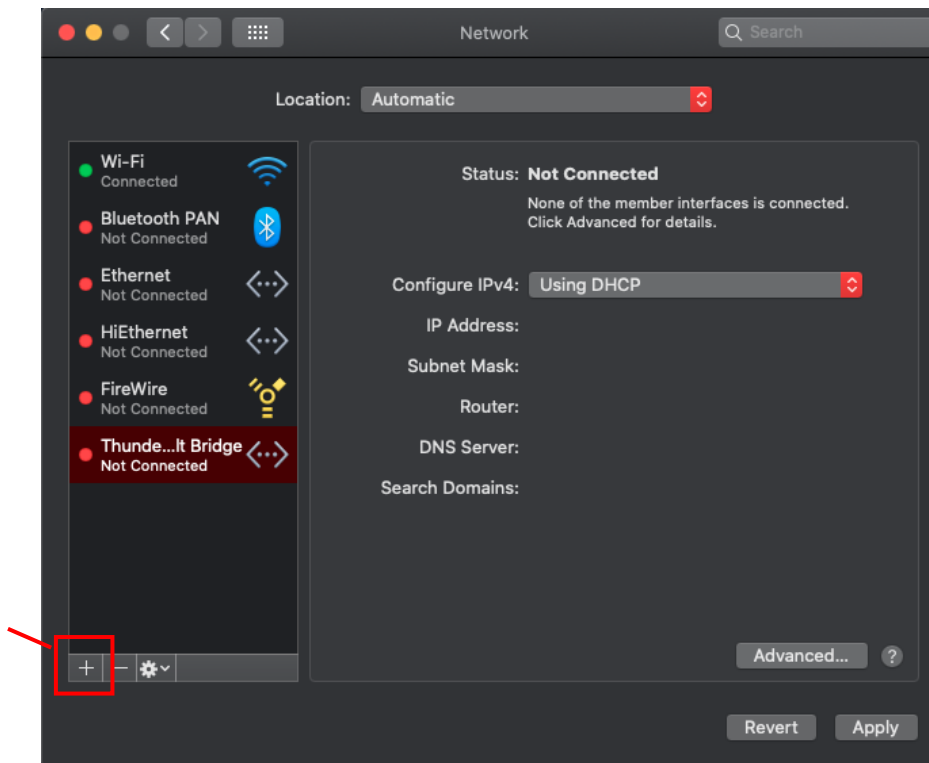 Network
Search
Location: Automatic
Wi-Fi
Connected
Bluetooth PAN
Not Connected
Ethernet
Not Connected
HiEthernet
Not Connected
FireWire
Not Connected
Thunde...lt Bridge
Not Connected
Status: Not Connected
None of the member interfaces is connected.
Click Advanced for details.
Configure IPv4: Using DHCP
IP Address:
Subnet Mask:
Router:
DNS Server:
Search Domains:
Advanced... ?
Revert Apply